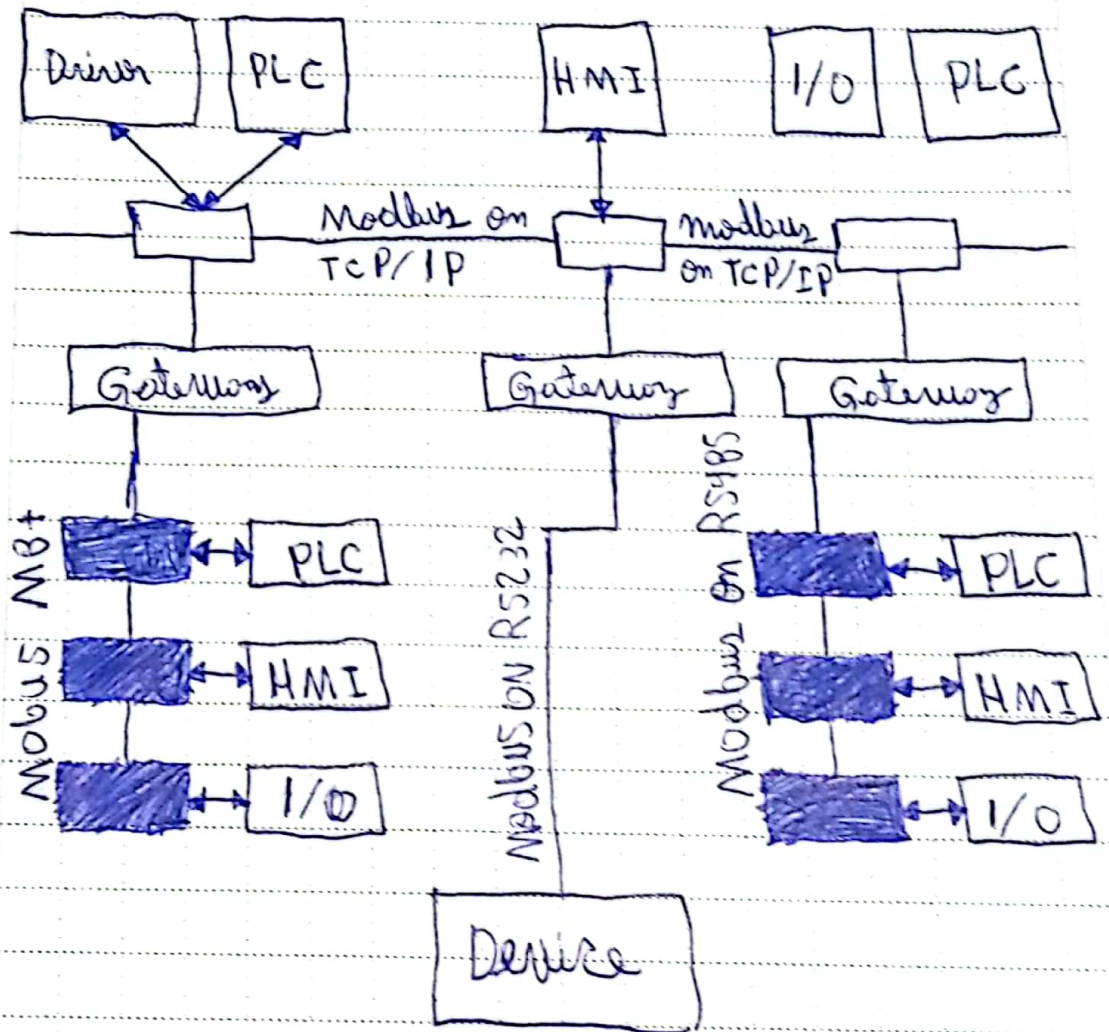 Driver
PLC
HMI
I/O
PLC
Modbus on
TCP/IP
modbus
on TCP/IP
Gateway
Gateway
Gateway
MobuS MB+
PLC
HMI
I/O
ModbuS ON RS232
Modbus on RS485
PLC
HMI
I/O
Device